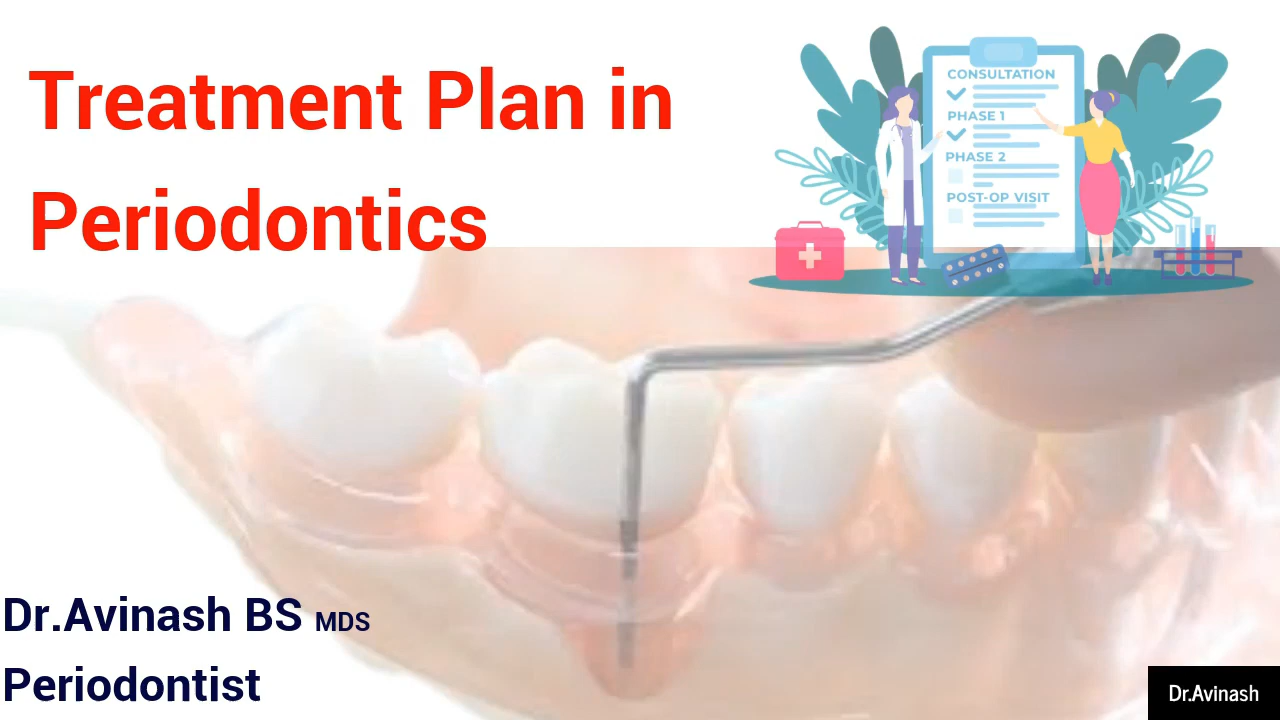 Treatment Plan in
Periodontics
CONSULTATION
PHASE 1
PHASE 2
POST-OP VISIT
Dr.Avinash BS MDS
Periodontist
Dr.Avinash